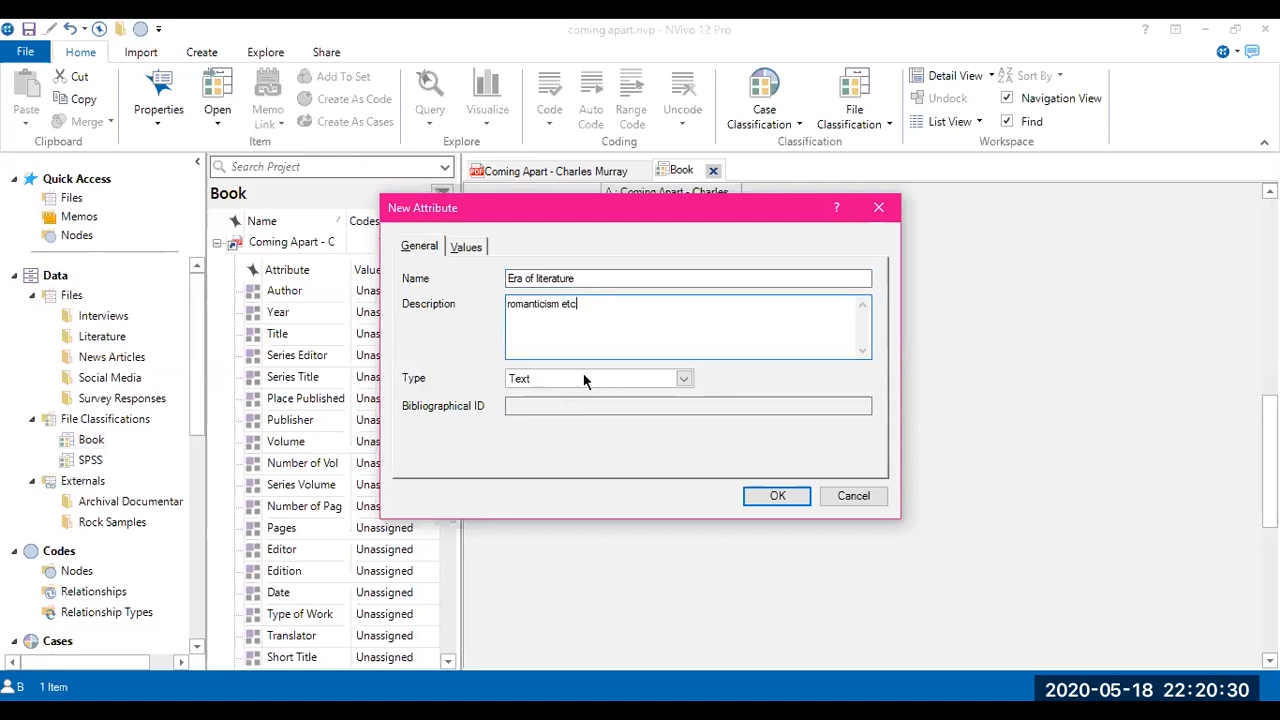 coming apart.nvp - NVivo 12 Pro
File
Home
Import
Create
Explore
Share
Paste
Cut
Copy
Merge
Clipboard
Properties
Open
Memo Link
Add To Set
Create As Code
Create As Cases
Item
Query
Visualize
Explore
Code
Auto Code
Range Code
Uncode
Coding
Case Classification
File Classification
Classification
Detail View
Sort By
Undock
Navigation View
List View
Find
Workspace
Quick Access
Files
Memos
Nodes
Data
Files
Interviews
Literature
News Articles
Social Media
Survey Responses
File Classifications
Book
SPSS
Externals
Archival Documentar
Rock Samples
Codes
Nodes
Relationships
Relationship Types
Cases
Search Project
Book
Name
Codes
Coming Apart - C
Attribute
Value
Author
Year
Title
Series Editor
Series Title
Place Published
Publisher
Volume
Number of Vol
Series Volume
Number of Pag
Pages
Unassigned
Editor
Unassigned
Edition
Unassigned
Date
Unassigned
Type of Work
Unassigned
Translator
Unassigned
Short Title
Unassigned
Coming Apart - Charles Murray
Book
A : Coming Apart - Charles
New Attribute
?
General
Values
Name
Era of literature
Description
romanticism etc
Type
Text
Bibliographical ID
OK
Cancel
B
1 Item
2020-05-18 22:20:30